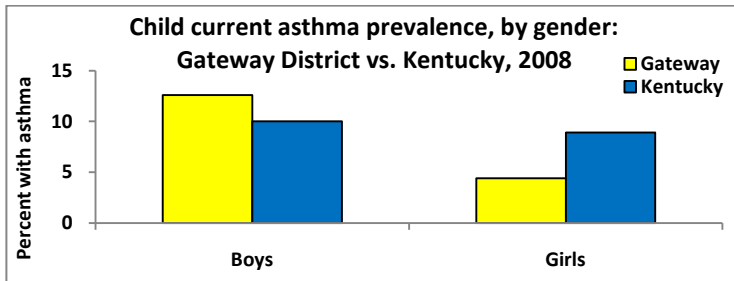 Child current asthma prevalence, by gender:
Gateway District vs. Kentucky, 2008
Gateway
Kentucky
Percent with asthma
15
10
5
0
Boys
Girls